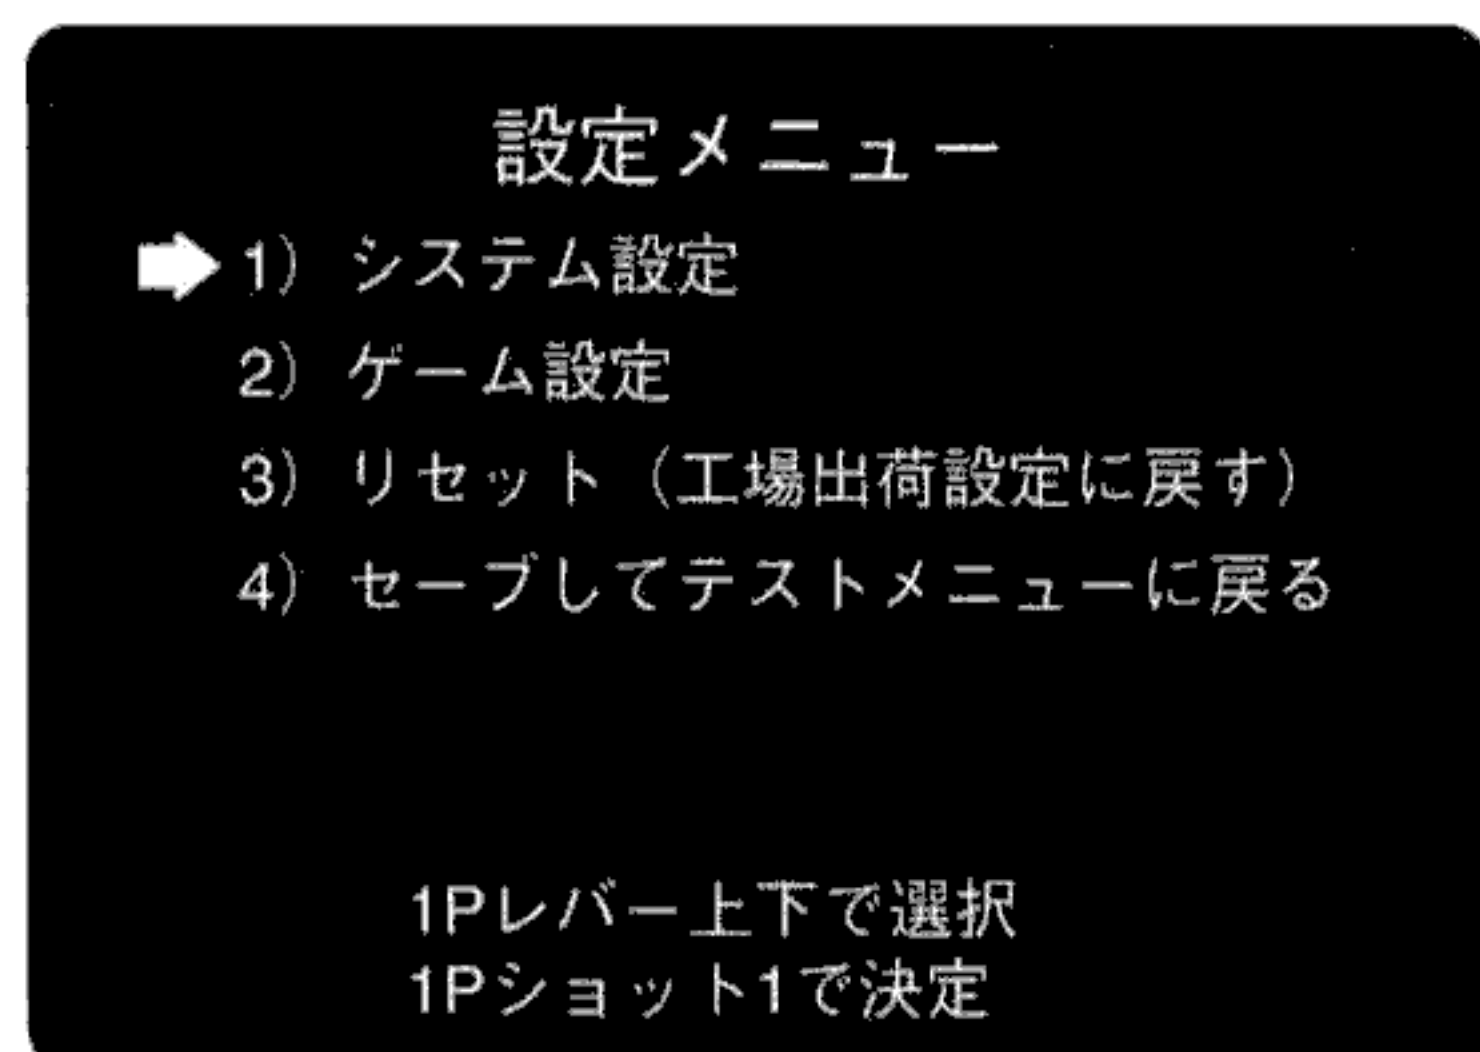 設定メニュー
1) システム設定
2) ゲーム設定
3) リセット（工場出荷設定に戻す）
4) セーブしてテストメニューに戻る
1Pレバー上下で選択
1Pショット1で決定